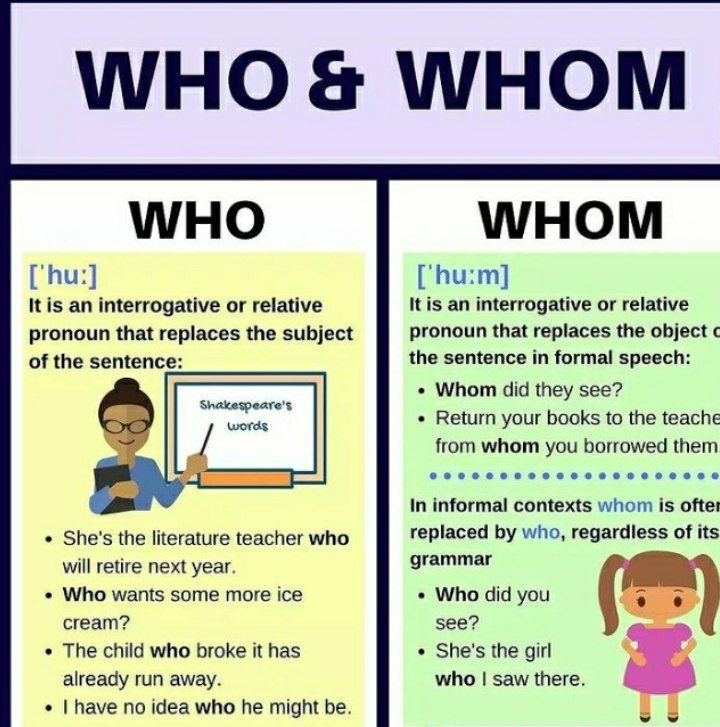 WHO & WHOM
WHO
['hu:]
It is an interrogative or relative
pronoun that replaces the subject
of the sentence:
Shakespeare's
words
• She's the literature teacher who
will retire next year.
• Who wants some more ice
cream?
• The child who broke it has
already run away.
• I have no idea who he might be.
WHOM
['hu:m]
It is an interrogative or relative
pronoun that replaces the object o
the sentence in formal speech:
• Whom did they see?
• Return your books to the teache
from whom you borrowed them.
In informal contexts whom is ofter
replaced by who, regardless of its
grammar
• Who did you
see?
• She's the girl
who I saw there.